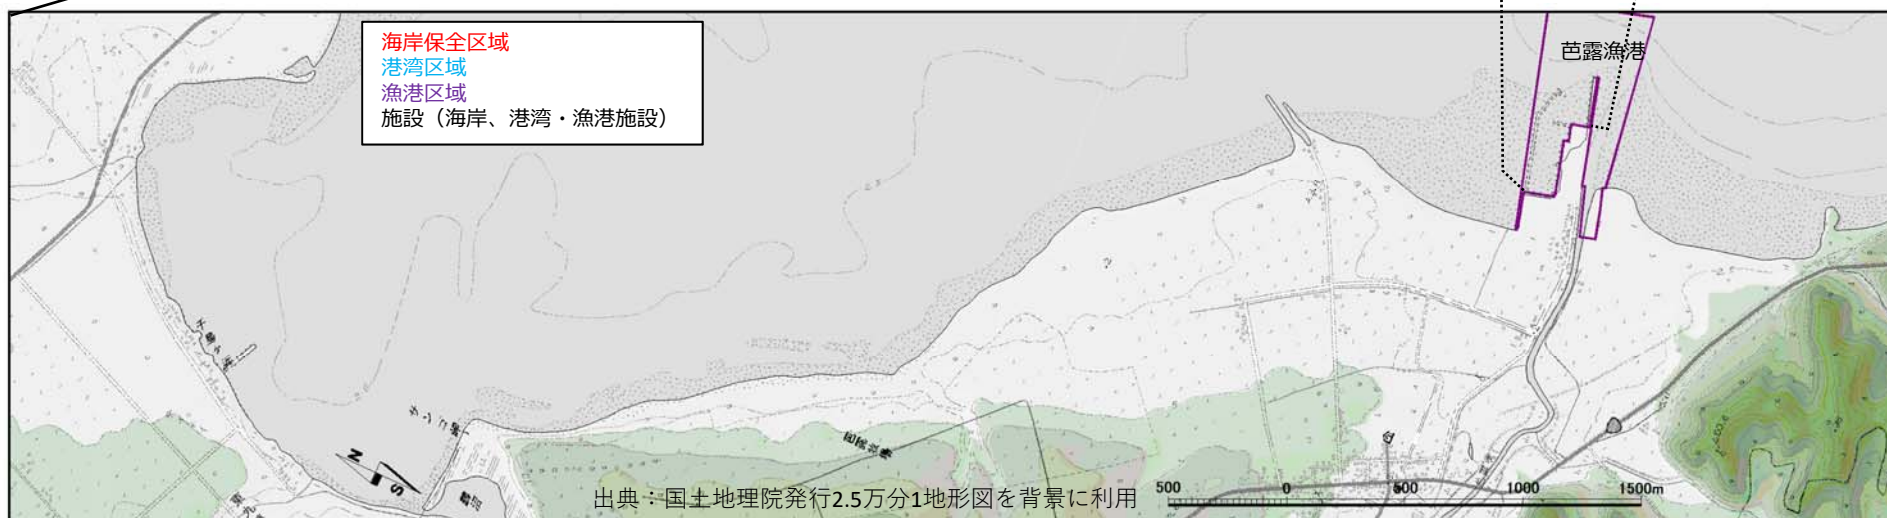 海岸保全区域
港湾区域
漁港区域
施設（海岸、港湾・漁港施設）
芭露漁港
N
S
出典：国土地理院発行2.5万分1地形図を背景に利用
500 0 500 1000 1500m